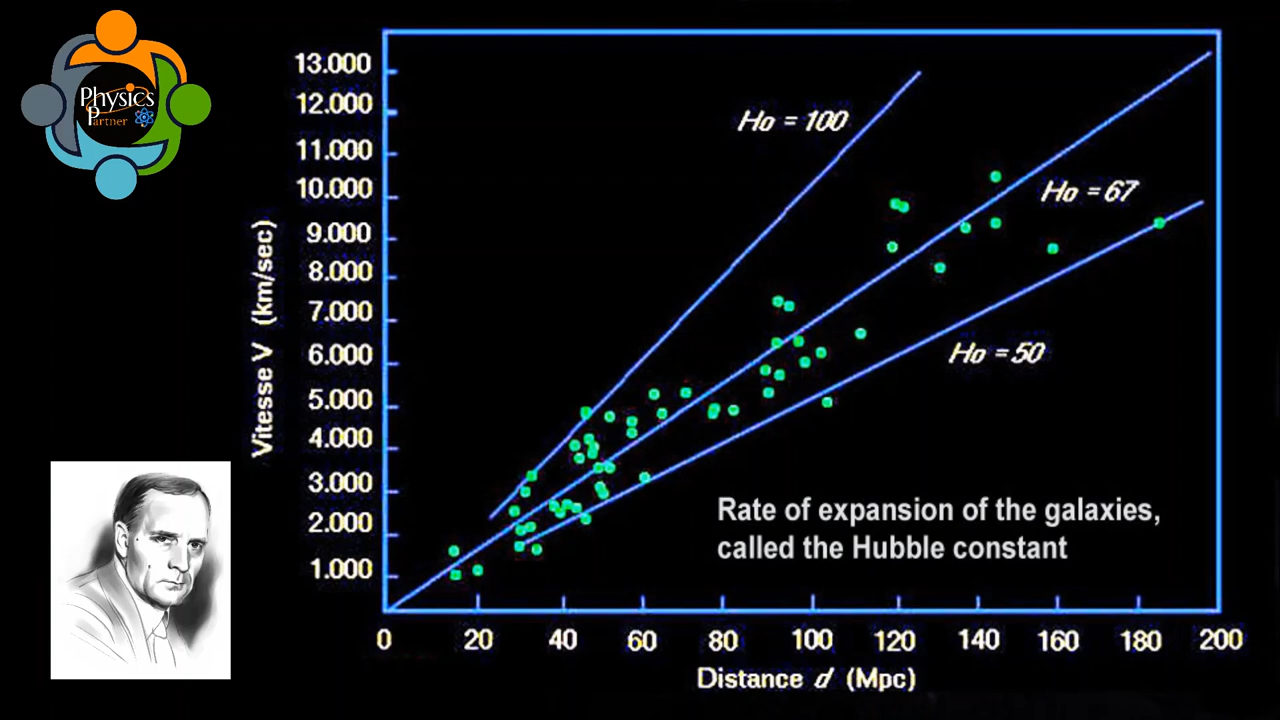 Physics
Partner
13.000
12.000
11.000
10.000
9.000
8.000
7.000
6.000
5.000
4.000
3.000
2.000
1.000
Vitesse V (km/sec)
Ho = 100
Ho = 67
Ho = 50
Rate of expansion of the galaxies,
called the Hubble constant
0 20 40 60 80 100 120 140 160 180 200
Distance d (Mpc)